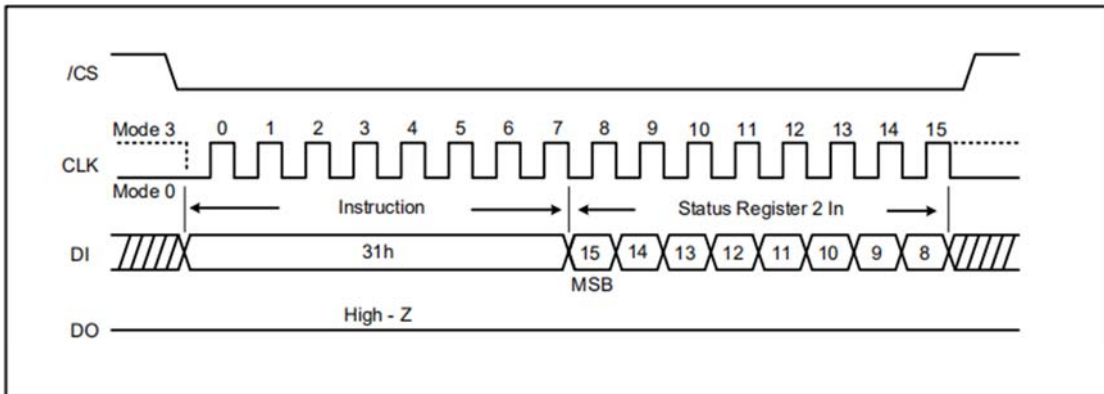 /CS
Mode 3 0 1 2 3 4 5 6 7 8 9 10 11 12 13 14 15
CLK
Mode 0
Instruction Status Register 2 In
DI 31h 15 14 13 12 11 10 9 8
MSB
High - Z
DO